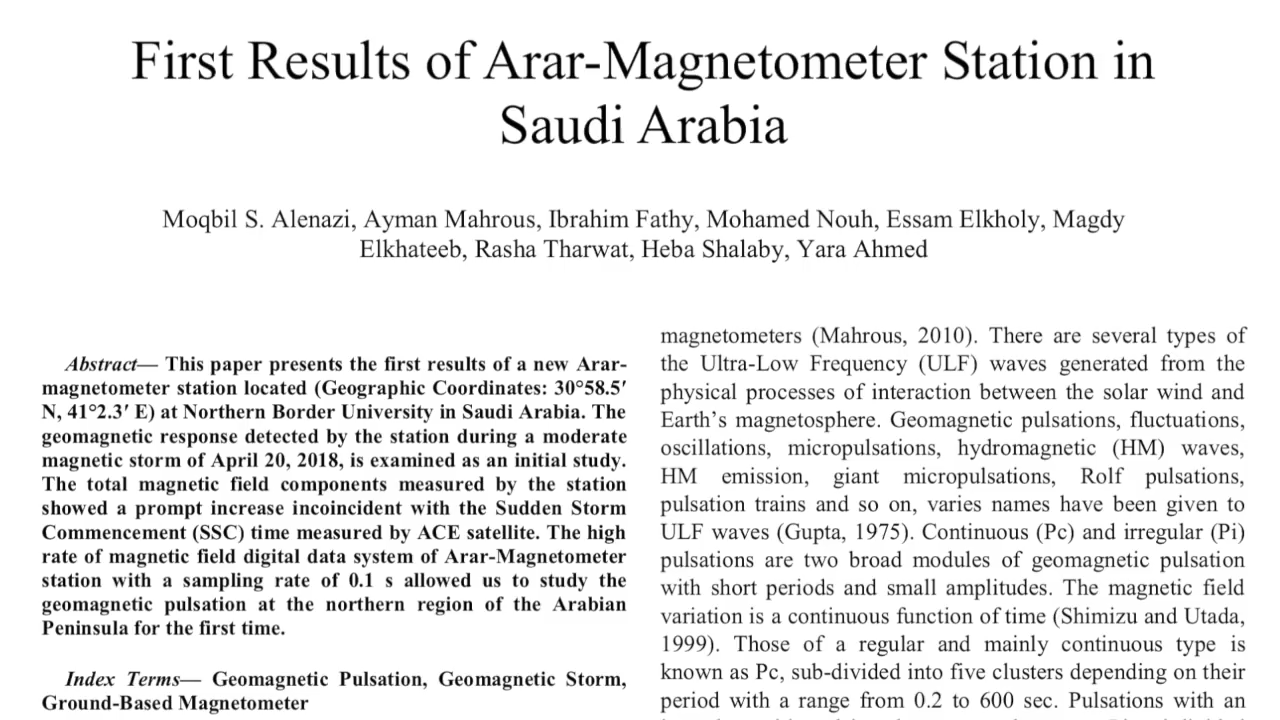 First Results of Arar-Magnetometer Station in
Saudi Arabia
Moqbil S. Alenazi, Ayman Mahrous, Ibrahim Fathy, Mohamed Nouh, Essam Elkholy, Magdy
Elkhateeb, Rasha Tharwat, Heba Shalaby, Yara Ahmed
Abstract— This paper presents the first results of a new Arar-
magnetometer station located (Geographic Coordinates: 30°58.5′
N, 41°2.3′ E) at Northern Border University in Saudi Arabia. The
geomagnetic response detected by the station during a moderate
magnetic storm of April 20, 2018, is examined as an initial study.
The total magnetic field components measured by the station
showed a prompt increase incoincident with the Sudden Storm
Commencement (SSC) time measured by ACE satellite. The high
rate of magnetic field digital data system of Arar-Magnetometer
station with a sampling rate of 0.1 s allowed us to study the
geomagnetic pulsation at the northern region of the Arabian
Peninsula for the first time.
Index Terms— Geomagnetic Pulsation, Geomagnetic Storm,
Ground-Based Magnetometer
magnetometers (Mahrous, 2010). There are several types of
the Ultra-Low Frequency (ULF) waves generated from the
physical processes of interaction between the solar wind and
Earth’s magnetosphere. Geomagnetic pulsations, fluctuations,
oscillations, micropulsations, hydromagnetic (HM) waves,
HM emission, giant micropulsations, Rolf pulsations,
pulsation trains and so on, varies names have been given to
ULF waves (Gupta, 1975). Continuous (Pc) and irregular (Pi)
pulsations are two broad modules of geomagnetic pulsation
with short periods and small amplitudes. The magnetic field
variation is a continuous function of time (Shimizu and Utada,
1999). Those of a regular and mainly continuous type is
known as Pc, sub-divided into five clusters depending on their
period with a range from 0.2 to 600 sec. Pulsations with an